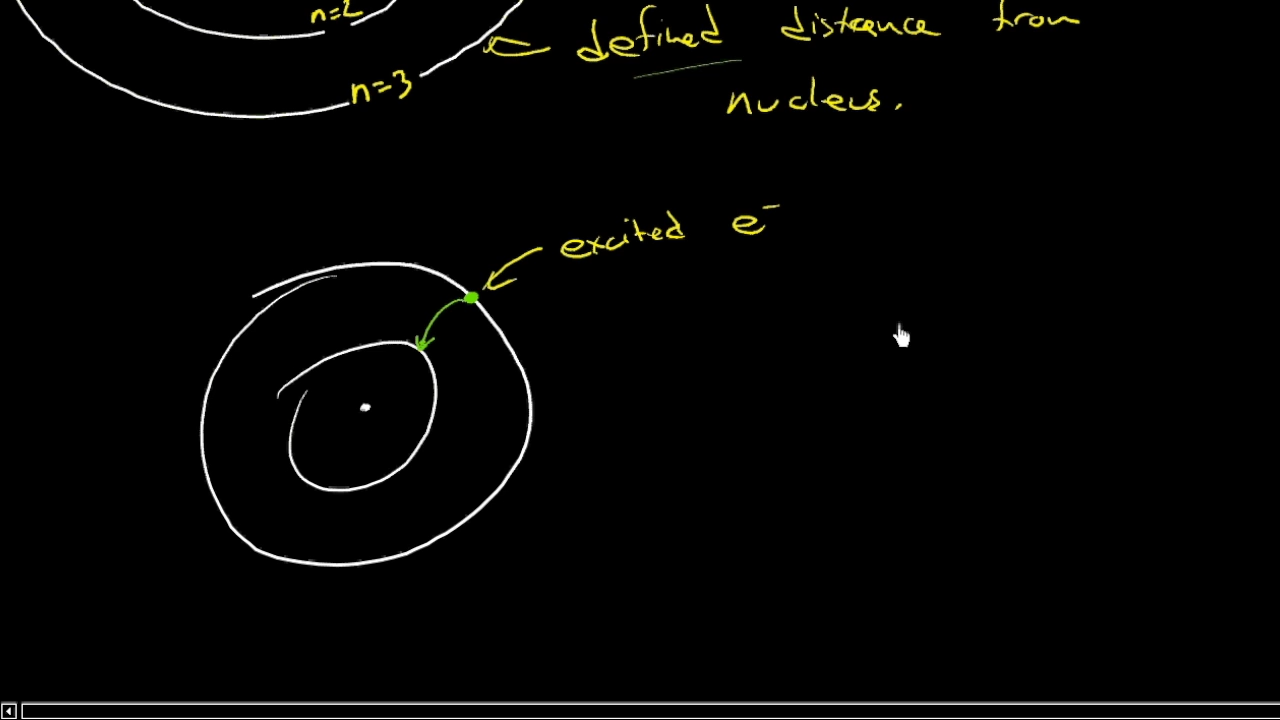 n=2
defined distance from
n=3
nucleus.
excited e⁻